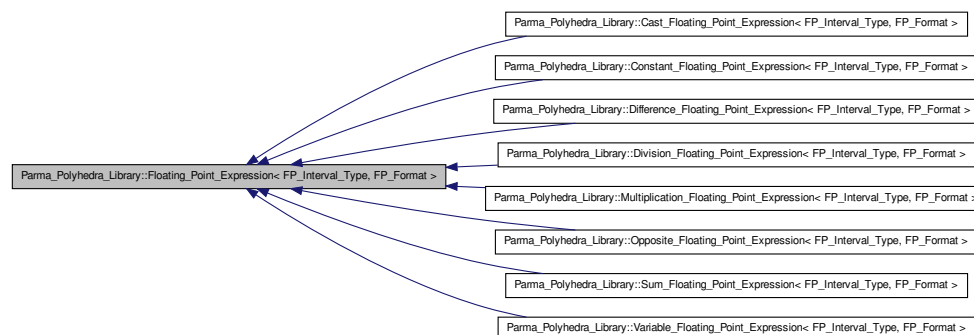 Parma_Polyhedra_Library::Cast_Floating_Point_Expression< FP_Interval_Type, FP_Format >
Parma_Polyhedra_Library::Constant_Floating_Point_Expression< FP_Interval_Type, FP_Format >
Parma_Polyhedra_Library::Difference_Floating_Point_Expression< FP_Interval_Type, FP_Format >
Parma_Polyhedra_Library::Division_Floating_Point_Expression< FP_Interval_Type, FP_Format >
Parma_Polyhedra_Library::Floating_Point_Expression< FP_Interval_Type, FP_Format >
Parma_Polyhedra_Library::Multiplication_Floating_Point_Expression< FP_Interval_Type, FP_Format >
Parma_Polyhedra_Library::Opposite_Floating_Point_Expression< FP_Interval_Type, FP_Format >
Parma_Polyhedra_Library::Sum_Floating_Point_Expression< FP_Interval_Type, FP_Format >
Parma_Polyhedra_Library::Variable_Floating_Point_Expression< FP_Interval_Type, FP_Format >